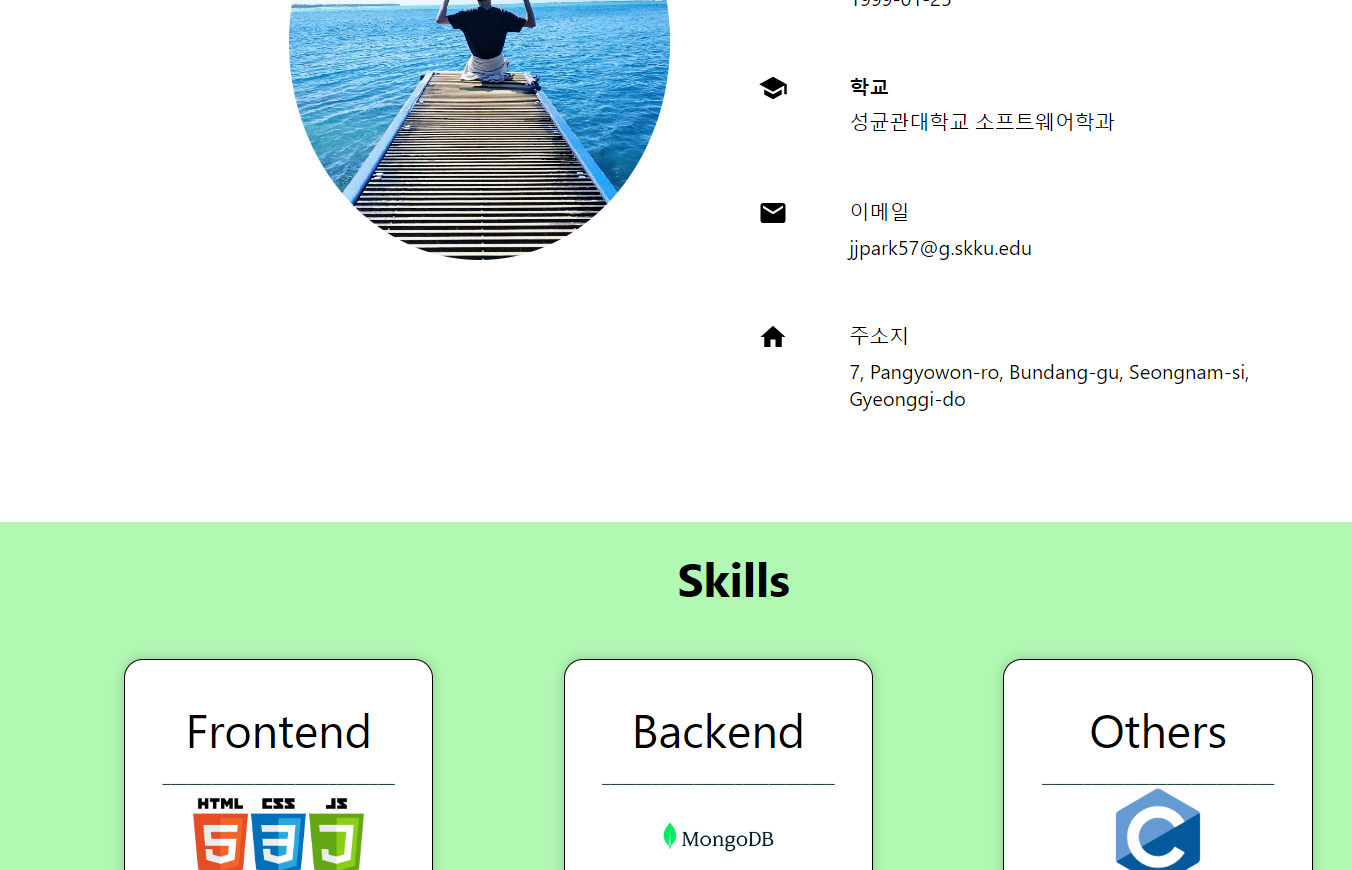 1999-01-25
학교
성균관대학교 소프트웨어학과
이메일
jjpark57@g.skku.edu
주소지
7, Pangyowon-ro, Bundang-gu, Seongnam-si,
Gyeonggi-do
Skills
Frontend
Backend
Others
HTML CSS JS
5 3 J
MongoDB
C